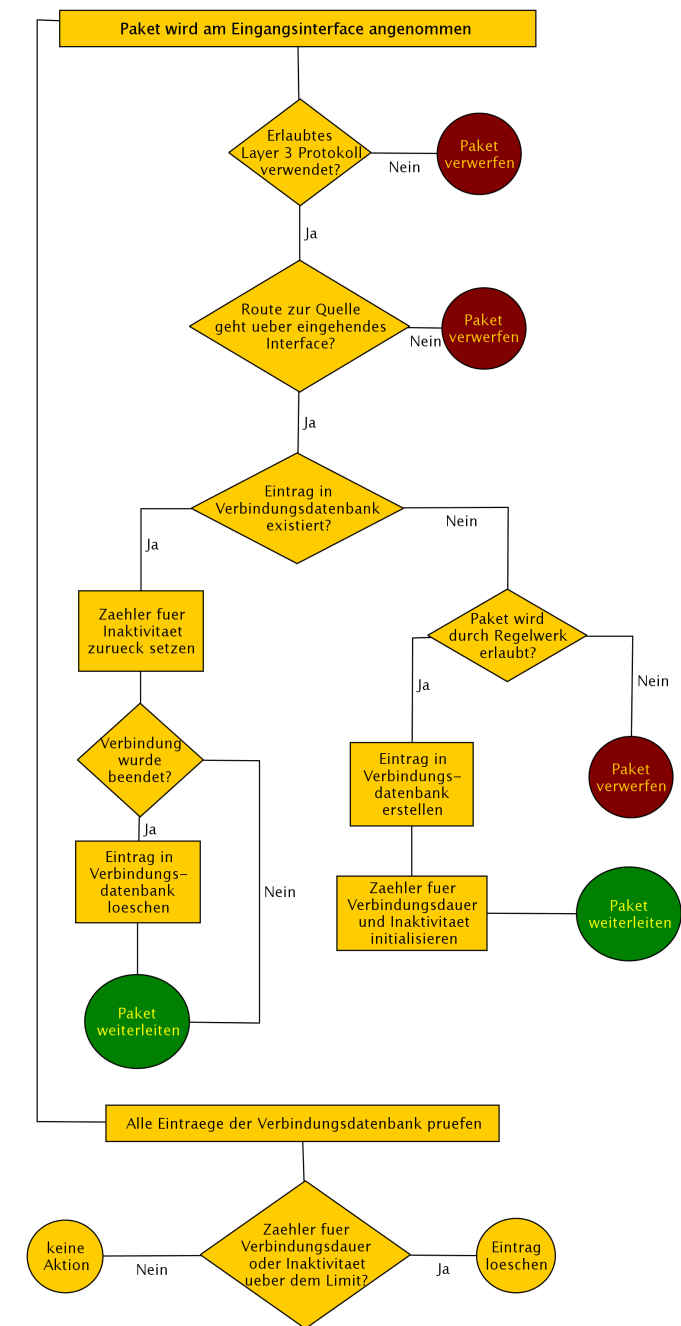 Paket wird am Eingangsinterface angenommen
Erlaubtes
Layer 3 Protokoll
verwendet?
Nein
Paket
verwerfen
Ja
Route zur Quelle
geht ueber eingehendes
Interface?
Nein
Paket
verwerfen
Ja
Eintrag in
Verbindungsdatenbank
existiert?
Ja
Nein
Zaehler fuer
Inaktivitaet
zurueck setzen
Paket wird
durch Regelwerk
erlaubt?
Ja
Nein
Verbindung
wurde
beendet?
Ja
Nein
Eintrag in
Verbindungs-
datenbank
erstellen
Paket
verwerfen
Eintrag in
Verbindungs-
datenbank
loeschen
Zaehler fuer
Verbindungsdauer
und Inaktivitaet
initialisieren
Paket
weiterleiten
Paket
weiterleiten
Alle Eintraege der Verbindungsdatenbank pruefen
Zaehler fuer
Verbindungsdauer
oder Inaktivitaet
ueber dem Limit?
Nein
keine
Aktion
Ja
Eintrag
loeschen